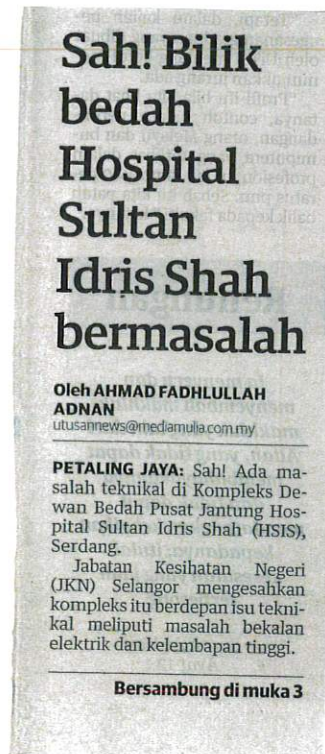 Sah! Bilik
bedah
Hospital
Sultan
Idris Shah
bermasalah
Oleh AHMAD FADHLULLAH
ADNAN
utusannews@mediamulia.com.my
PETALING JAYA: Sah! Ada ma-
salah teknikal di Kompleks De-
wan Bedah Pusat Jantung Hos-
pital Sultan Idris Shah (HSIS),
Serdang.
Jabatan Kesihatan Negeri
(JKN) Selangor mengesahkan
kompleks itu berdepan isu tekni-
kal meliputi masalah bekalan
elektrik dan kelembapan tinggi.
Bersambung di muka 3